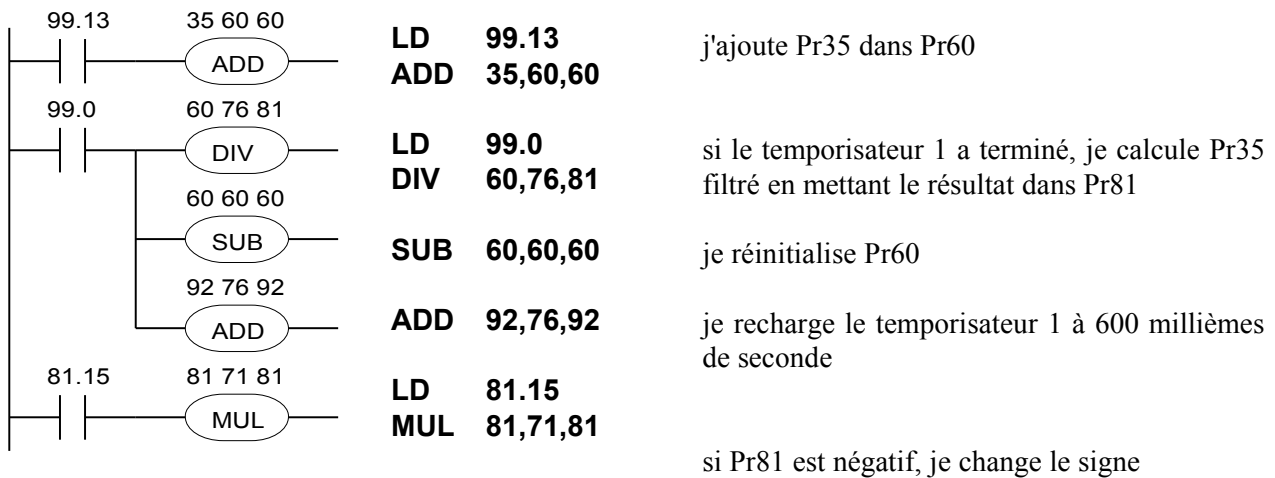 99.13
35 60 60
ADD
99.0
60 76 81
DIV
60 60 60
SUB
92 76 92
ADD
81.15
81 71 81
MUL
LD 99.13
ADD 35,60,60
LD 99.0
DIV 60,76,81
SUB 60,60,60
ADD 92,76,92
LD 81.15
MUL 81,71,81
j'ajoute Pr35 dans Pr60
si le temporisateur 1 a terminé, je calcule Pr35
filtré en mettant le résultat dans Pr81
je réinitialise Pr60
je recharge le temporisateur 1 à 600 millièmes
de seconde
si Pr81 est négatif, je change le signe